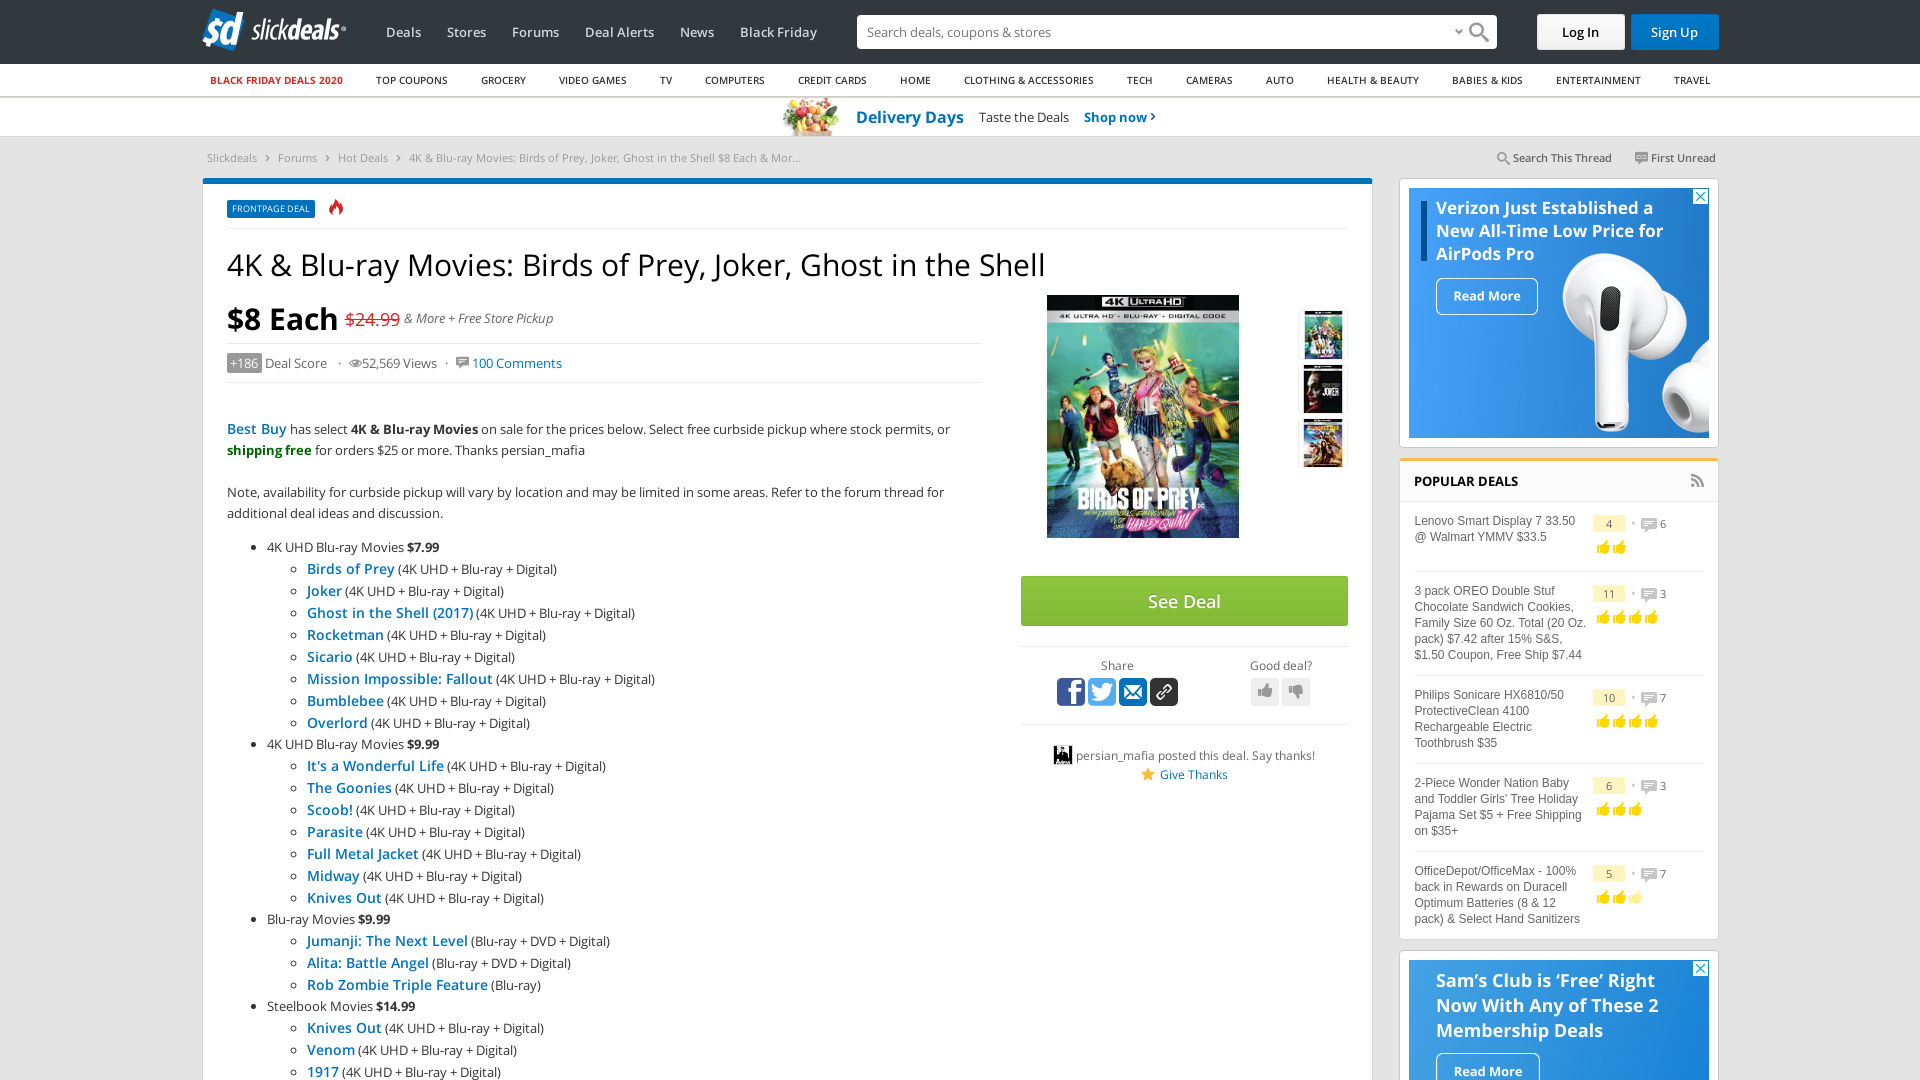 sd slickdeals
Deals Stores Forums Deal Alerts News Black Friday
Search deals, coupons & stores
Log In Sign Up
BLACK FRIDAY DEALS 2020 TOP COUPONS GROCERY VIDEO GAMES TV COMPUTERS CREDIT CARDS HOME CLOTHING & ACCESSORIES TECH CAMERAS AUTO HEALTH & BEAUTY BABIES & KIDS ENTERTAINMENT TRAVEL
Delivery Days Taste the Deals Shop now ›
Slickdeals › Forums › Hot Deals › 4K & Blu-ray Movies: Birds of Prey, Joker, Ghost in the Shell $8 Each & Mor...
Search This Thread First Unread
FRONTPAGE DEAL
4K & Blu-ray Movies: Birds of Prey, Joker, Ghost in the Shell
$8 Each $24.99 & More + Free Store Pickup
+186 Deal Score · 52,569 Views · 100 Comments
Best Buy has select 4K & Blu-ray Movies on sale for the prices below. Select free curbside pickup where stock permits, or
shipping free for orders $25 or more. Thanks persian_mafia
Note, availability for curbside pickup will vary by location and may be limited in some areas. Refer to the forum thread for
additional deal ideas and discussion.
4K UHD Blu-ray Movies $7.99
Birds of Prey (4K UHD + Blu-ray + Digital)
Joker (4K UHD + Blu-ray + Digital)
Ghost in the Shell (2017) (4K UHD + Blu-ray + Digital)
Rocketman (4K UHD + Blu-ray + Digital)
Sicario (4K UHD + Blu-ray + Digital)
Mission Impossible: Fallout (4K UHD + Blu-ray + Digital)
Bumblebee (4K UHD + Blu-ray + Digital)
Overlord (4K UHD + Blu-ray + Digital)
4K UHD Blu-ray Movies $9.99
It's a Wonderful Life (4K UHD + Blu-ray + Digital)
The Goonies (4K UHD + Blu-ray + Digital)
Scoob! (4K UHD + Blu-ray + Digital)
Parasite (4K UHD + Blu-ray + Digital)
Full Metal Jacket (4K UHD + Blu-ray + Digital)
Midway (4K UHD + Blu-ray + Digital)
Knives Out (4K UHD + Blu-ray + Digital)
Blu-ray Movies $9.99
Jumanji: The Next Level (Blu-ray + DVD + Digital)
Alita: Battle Angel (Blu-ray + DVD + Digital)
Rob Zombie Triple Feature (Blu-ray)
Steelbook Movies $14.99
Knives Out (4K UHD + Blu-ray + Digital)
Venom (4K UHD + Blu-ray + Digital)
1917 (4K UHD + Blu-ray + Digital)
4K ULTRA HD
4K ULTRA HD + BLU-RAY + DIGITAL CODE
BIRDS OF PREY
HARLEY QUINN
JOKER
See Deal
Share
Good deal?
persian_mafia posted this deal. Say thanks!
Give Thanks
Verizon Just Established a
New All-Time Low Price for
AirPods Pro
Read More
POPULAR DEALS
Lenovo Smart Display 7 33.50
@ Walmart YMMV $33.5
4 • 6
3 pack OREO Double Stuf
Chocolate Sandwich Cookies,
Family Size 60 Oz. Total (20 Oz.
pack) $7.42 after 15% S&S,
$1.50 Coupon, Free Ship $7.44
11 • 3
Philips Sonicare HX6810/50
ProtectiveClean 4100
Rechargeable Electric
Toothbrush $35
10 • 7
2-Piece Wonder Nation Baby
and Toddler Girls' Tree Holiday
Pajama Set $5 + Free Shipping
on $35+
6 • 3
OfficeDepot/OfficeMax - 100%
back in Rewards on Duracell
Optimum Batteries (8 & 12
pack) & Select Hand Sanitizers
5 • 7
Sam's Club is 'Free' Right
Now With Any of These 2
Membership Deals
Read More